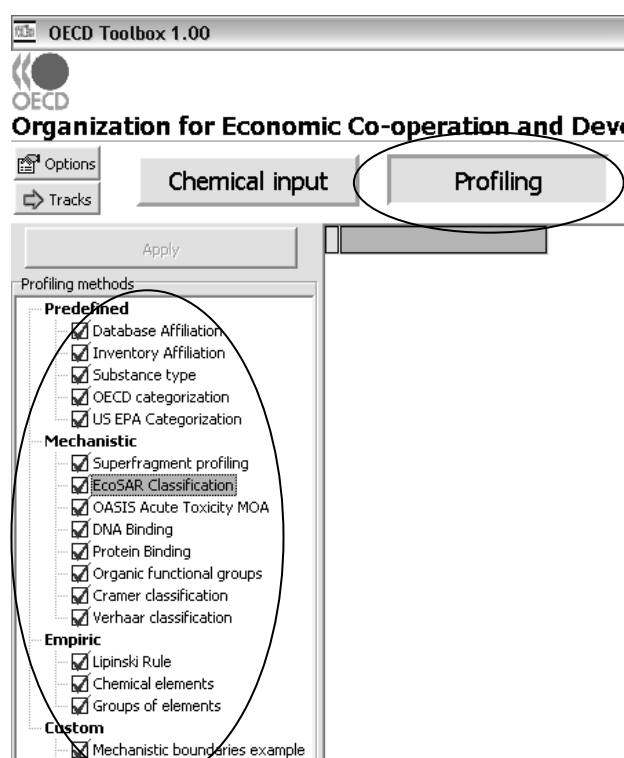 OECD Toolbox 1.00
OECD
Organization for Economic Co-operation and Deve
Options
Tracks
Chemical input
Profiling
Apply
Profiling methods
Predefined
Database Affiliation
Inventory Affiliation
Substance type
OECD categorization
US EPA Categorization
Mechanistic
Superfragment profiling
EcoSAR Classification
OASIS Acute Toxicity MOA
DNA Binding
Protein Binding
Organic functional groups
Cramer classification
Verhaar classification
Empiric
Lipinski Rule
Chemical elements
Groups of elements
Custom
Mechanistic boundaries example